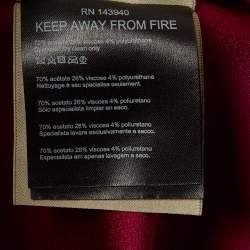 RN 143940
KEEP AWAY FROM FIRE
70% acetate 26% viscose 4% polyurethane
clean only
70% acétate 26% viscose 4% polyuréthane
Nettoyage à sec spécialisé seulement.
70% acetato 26% viscosa 4% poliuretano
Sólo especialista limpiar en seco.
70% acetato 26% viscosa 4% poliuretano
Specialista lavare esclusivamente a secco.
70% acetato 26% viscose 4% poliuretano
Especialista em apenas lavagem a seco.